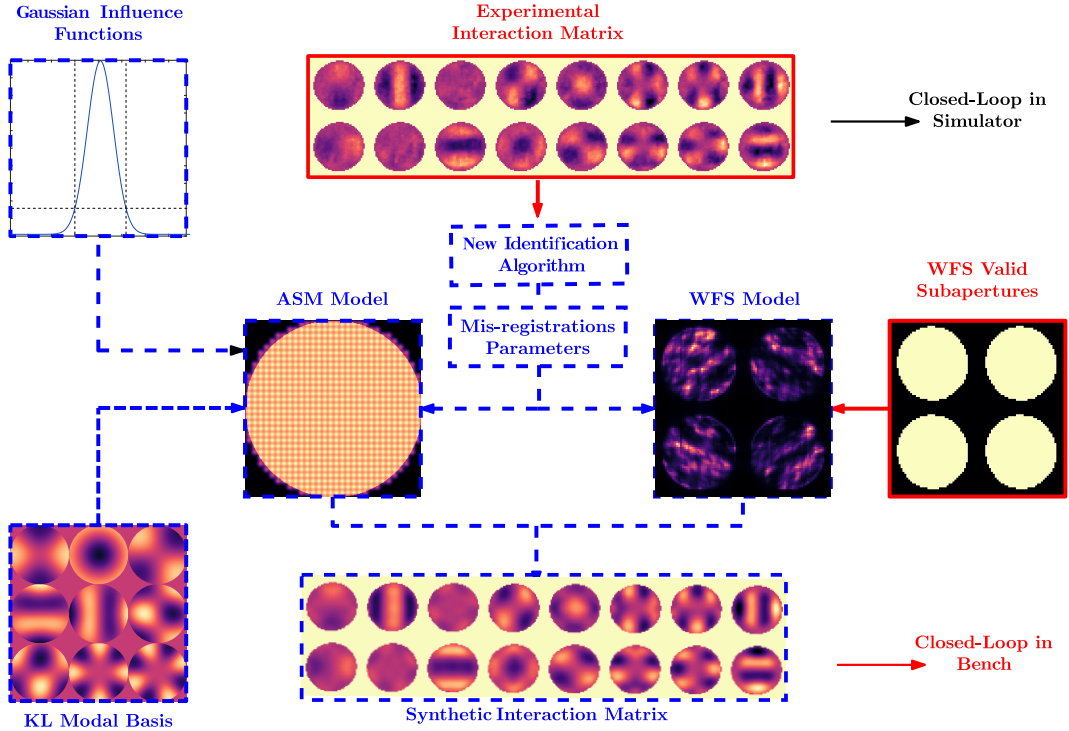 Gaussian Influence
Functions
Experimental
Interaction Matrix
Closed-Loop in
Simulator
New Identification
Algorithm
WFS Valid
Subapertures
ASM Model
WFS Model
Mis-registrations
Parameters
Closed-Loop in
Bench
KL Modal Basis
Synthetic Interaction Matrix